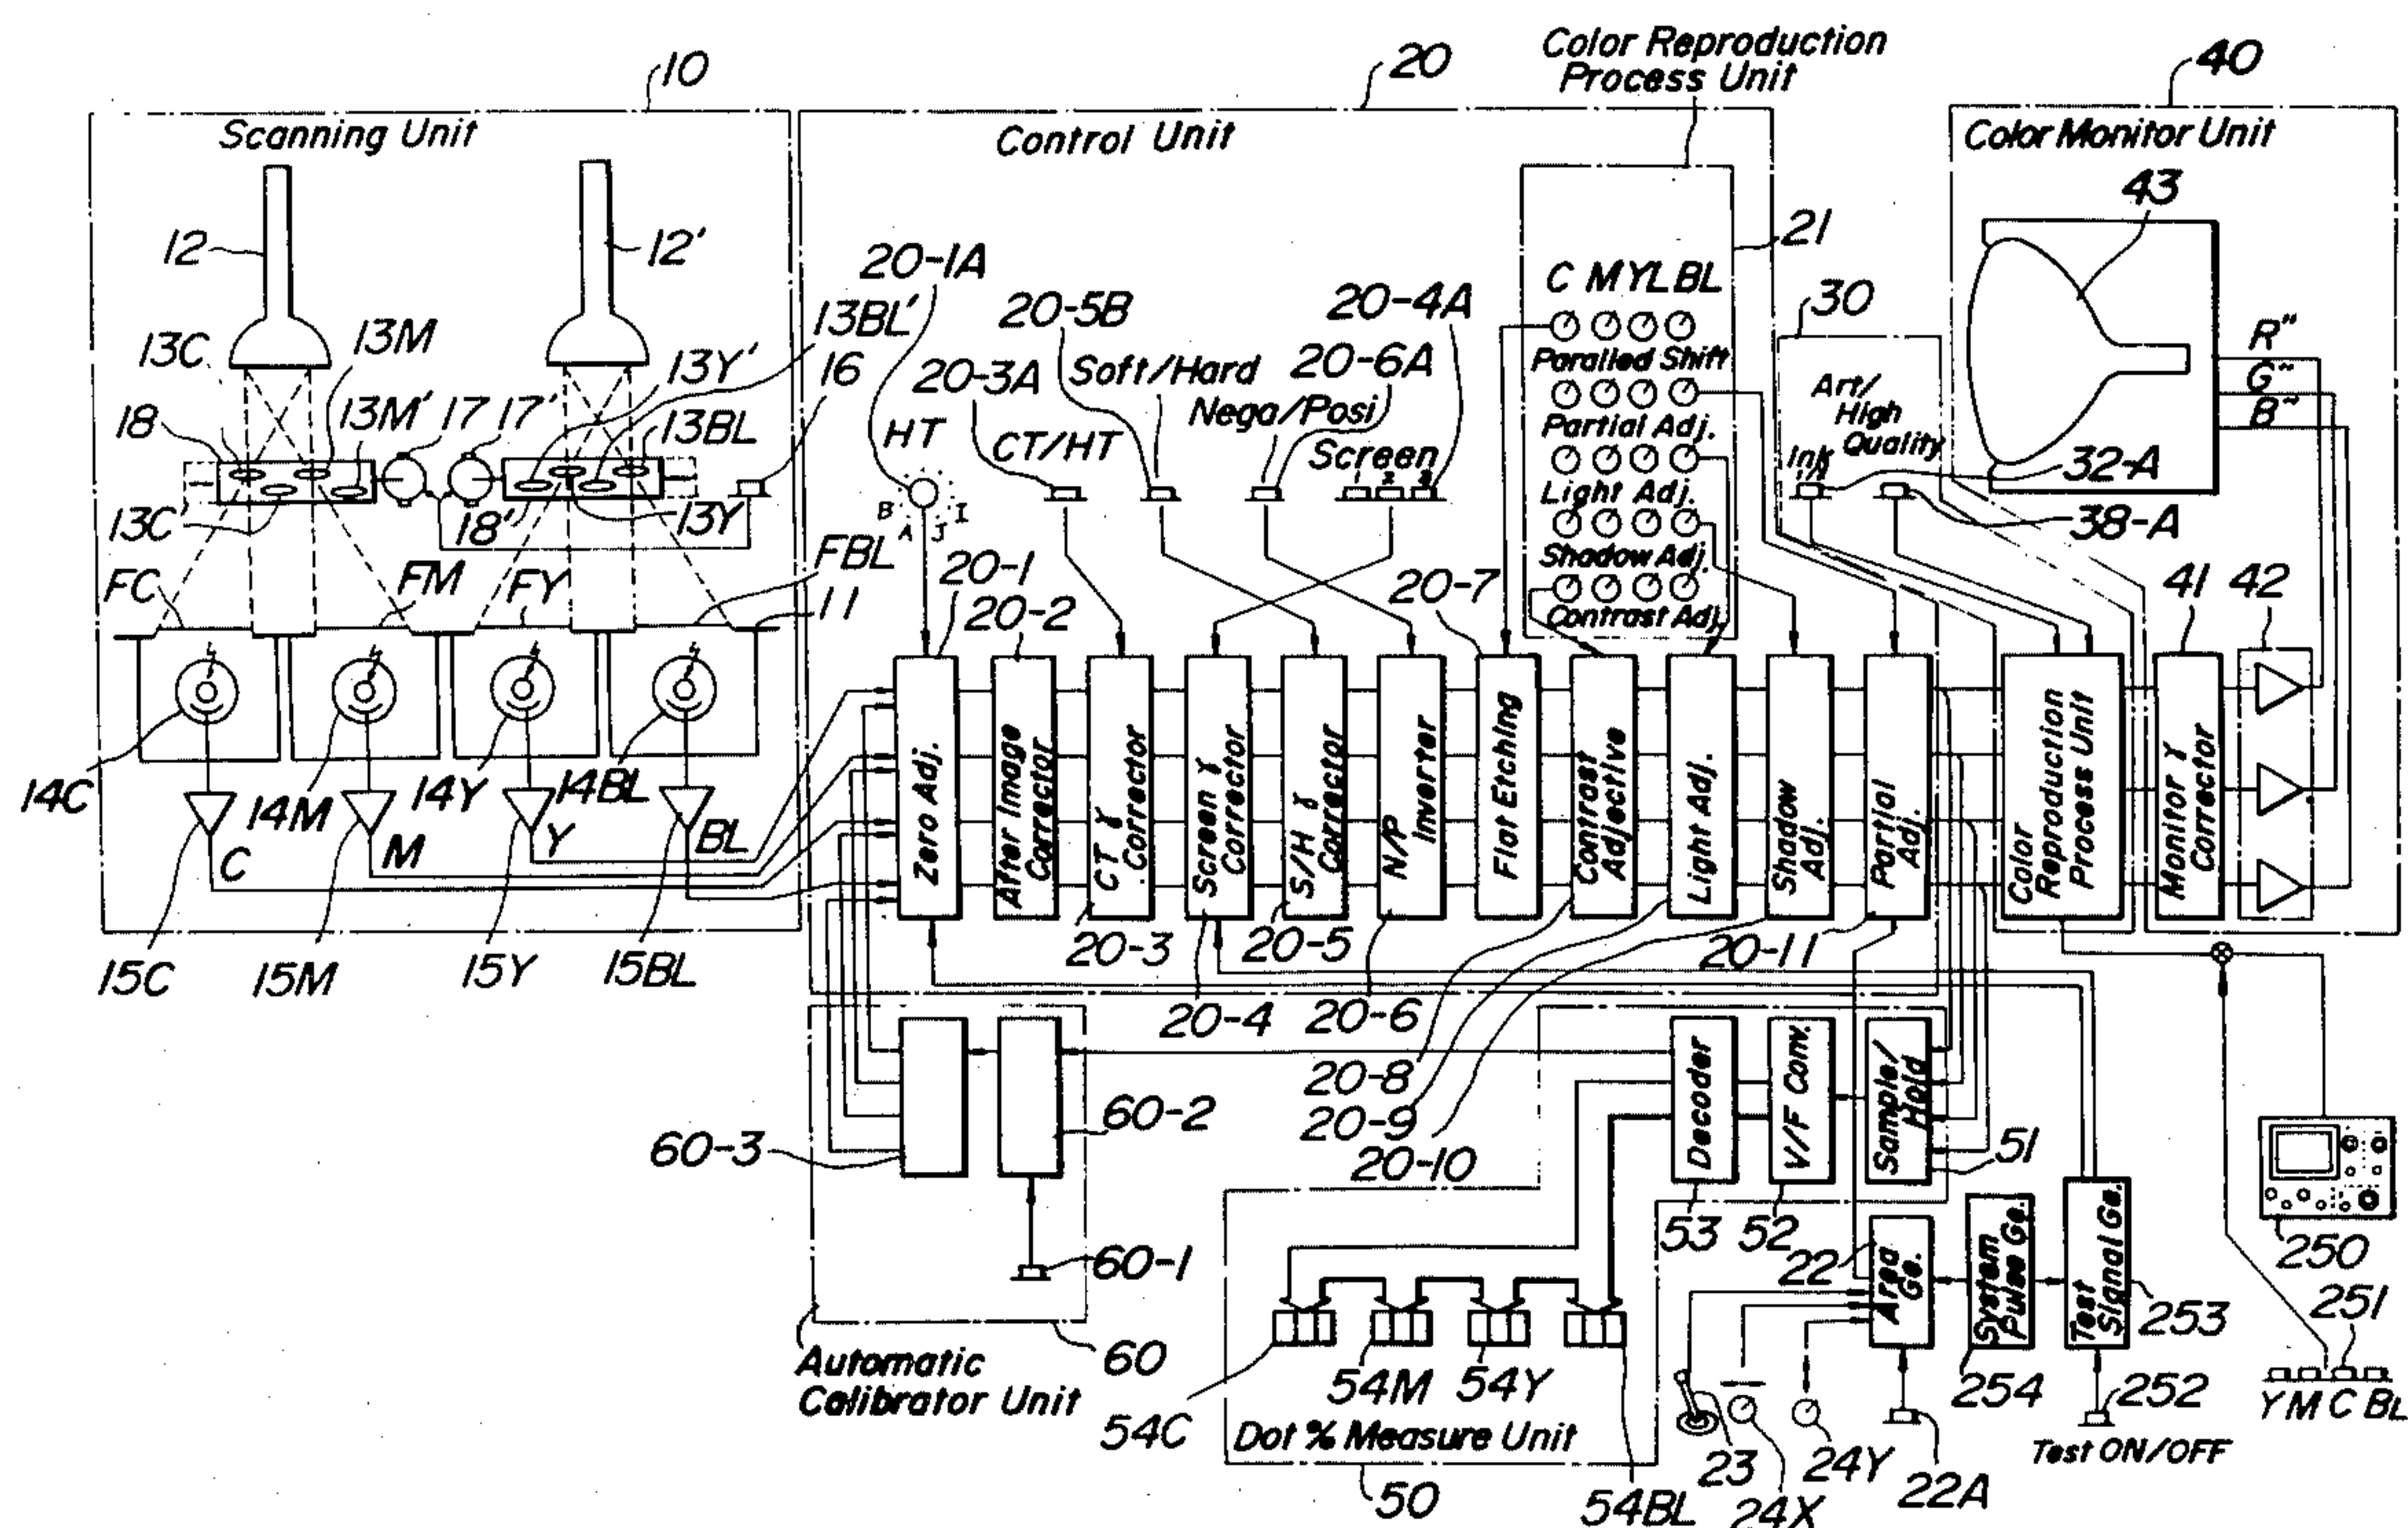 10
Scanning Unit
12
12'
13C
13M
13BL'
13Y'
16
18
13M'
17
17'
13BL
13C'
18'
13Y
FC
FM
FY
FBL
11
14C
14M
14Y
14BL
C
M
Y
BL
15C
15M
15Y
15BL
20
Control Unit
Color Reproduction
Process Unit
20-1A
20-5B
20-4A
20-3A
Soft/Hard
20-6A
HT
CT/HT
Nega/Posi
Screen
1 2 3
B A J I
21
C M YL BL
Paralled Shift
Partial Adj.
Light Adj.
Shadow Adj.
Contrast Adj.
30
Art/
High
Quality
Ink
32-A
38-A
40
Color Monitor Unit
43
R"
G"
B"
41
42
20-1
20-2
20-7
Zero Adj.
After Image
Corrector
CT γ
Corrector
Screen γ
Corrector
S/H γ
Corrector
N/P
Inverter
Flat Etching
Contrast
Adjective
Light Adj.
Shadow
Adj.
Partial
Adj.
Color
Reproduction
Process Unit
Monitor γ
Corrector
20-3
20-5
20-11
20-4
20-6
20-8
20-9
20-10
60-3
60-2
60-1
60
Automatic
Calibrator Unit
Decoder
V/F Conv.
Sample/
Hold
51
53
52
22
Area
Ge.
System
Pulse Ge.
Test
Signal Ge.
250
251
253
254
252
Y M C BL
Test ON/OFF
54C
54M
54Y
54BL
Dot % Measure Unit
50
23
24X
24Y
22A